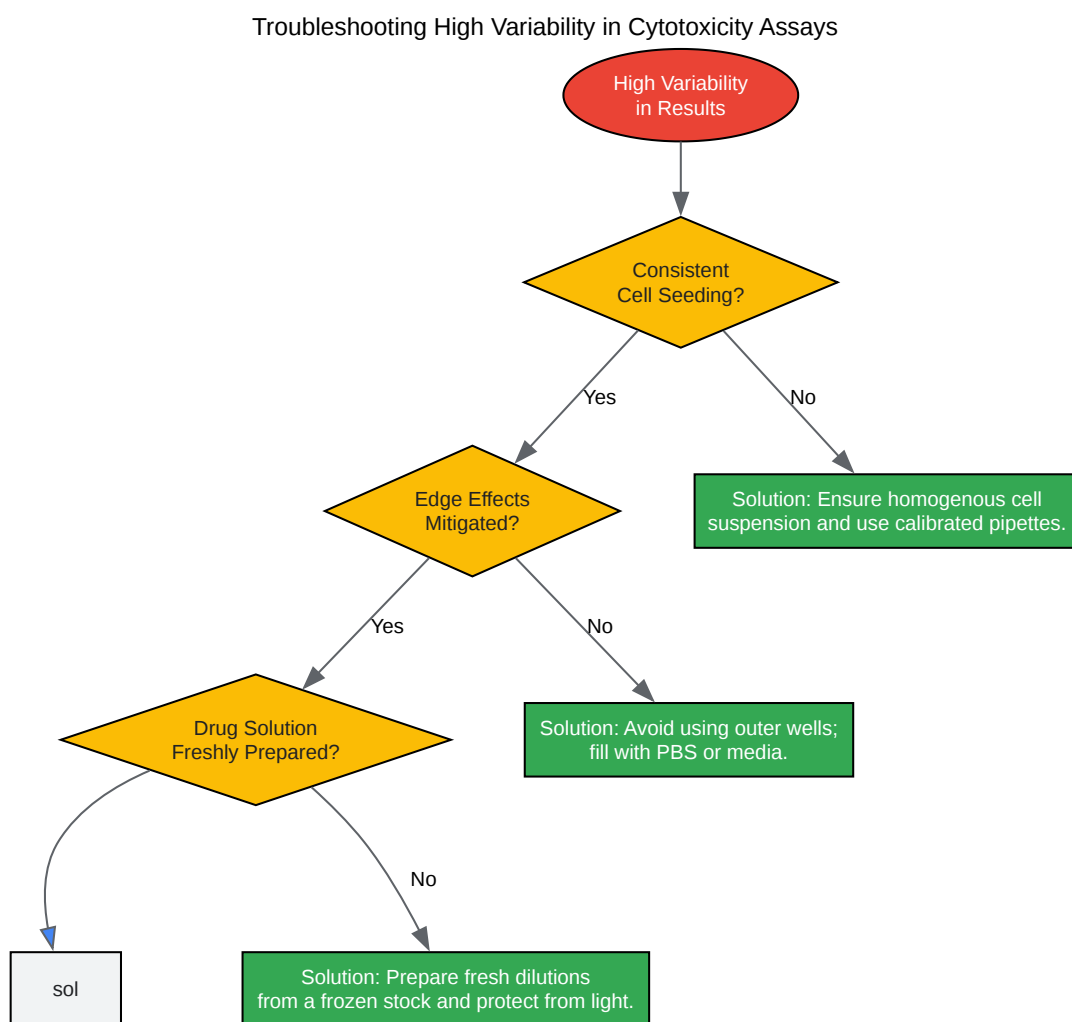 Troubleshooting High Variability in Cytotoxicity Assays
High Variability
in Results
Consistent
Cell Seeding?
Yes
No
Edge Effects
Mitigated?
Solution: Ensure homogenous cell
suspension and use calibrated pipettes.
Yes
No
Drug Solution
Freshly Prepared?
Solution: Avoid using outer wells;
fill with PBS or media.
No
sol
Solution: Prepare fresh dilutions
from a frozen stock and protect from light.